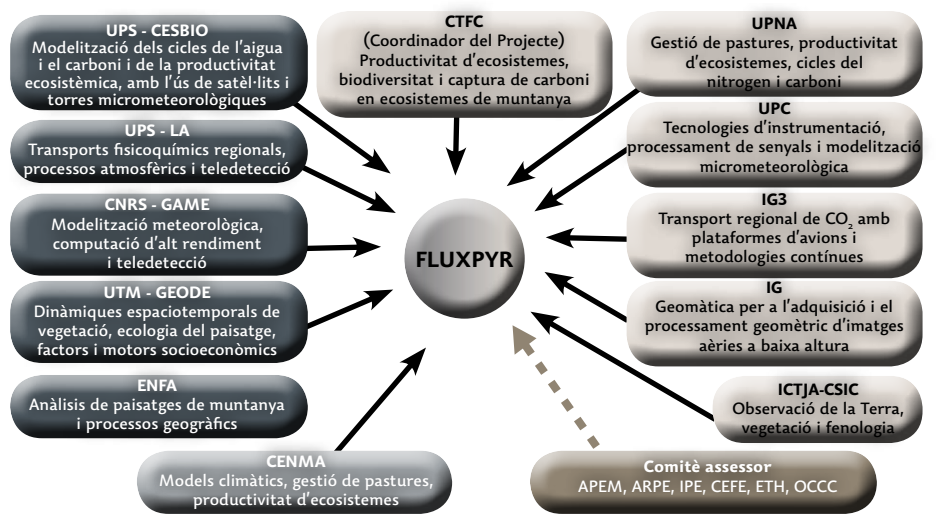 UPS - CESBIO
Modelització dels cicles de l'aigua
i el carboni i de la productivitat
ecosistèmica, amb l'ús de satèl·lits i
torres micrometeorològiques
UPS - LA
Transports fisicoquímics regionals,
processos atmosfèrics i teledetecció
CNRS - GAME
Modelització meteorològica,
computació d'alt rendiment
i teledetecció
UTM - GEODE
Dinàmiques espaciotemporals de
vegetació, ecologia del paisatge,
factors i motors socioeconòmics
ENFA
Anàlisis de paisatges de muntanya
i processos geogràfics
CENMA
Models climàtics, gestió de pastures,
productivitat d'ecosistemes
CTFC
(Coordinador del Projecte)
Productivitat d'ecosistemes,
biodiversitat i captura de carboni
en ecosistemes de muntanya
FLUXPYR
UPNA
Gestió de pastures, productivitat
d'ecosistemes, cicles del
nitrogen i carboni
UPC
Tecnologies d'instrumentació,
processament de senyals i modelització
micrometeorològica
IG3
Transport regional de CO₂ amb
plataformes d'avions i
metodologies contínues
IG
Geomàtica per a l'adquisició i el
processament geomètric d'imatges
aèries a baixa altura
ICTJA-CSIC
Observació de la Terra,
vegetació i fenologia
Comitè assessor
APEM, ARPE, IPE, CEFE, ETH, OCCC